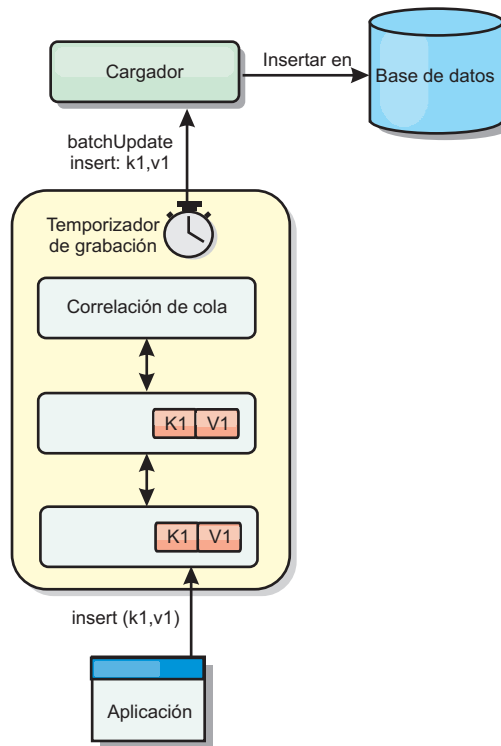 Cargador
Insertar en
Base de datos
batchUpdate
insert: k1,v1
Temporizador
de grabación
Correlación de cola
K1 V1
K1 V1
insert (k1,v1)
Aplicación